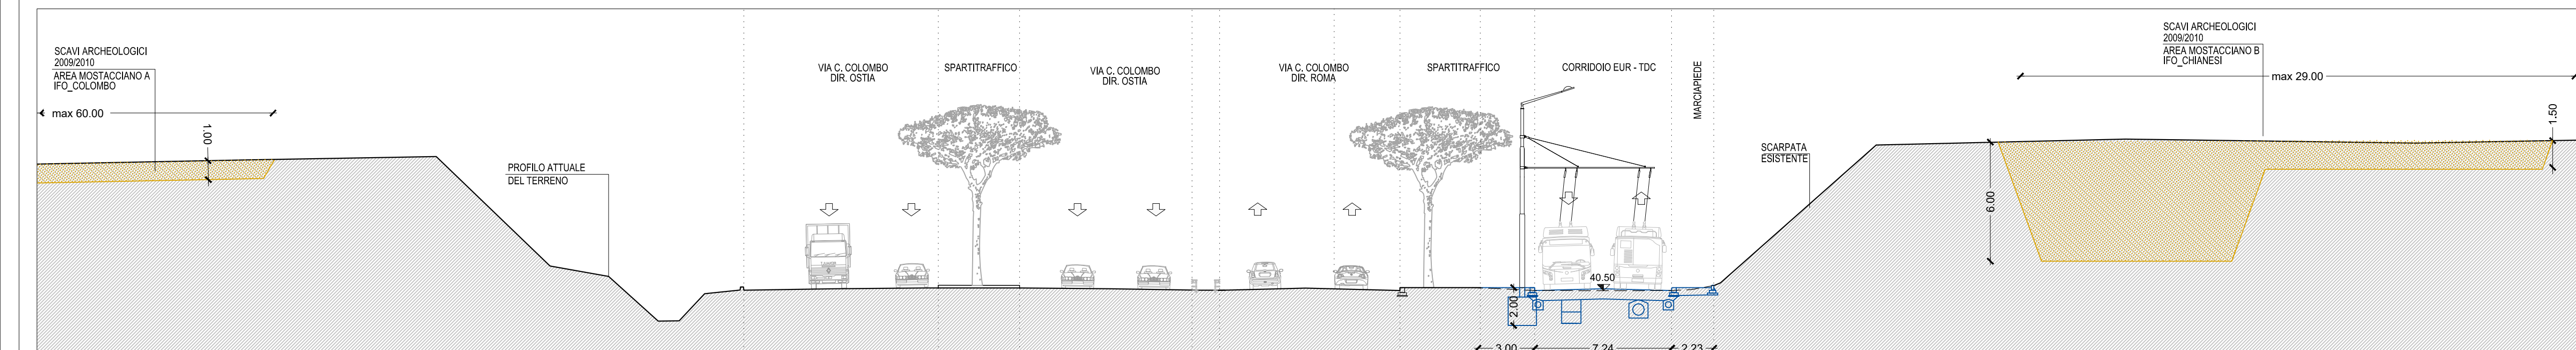 SCAVI ARCHEOLOGICI
2009/2010
AREA MOSTACCIANO A
IFO_COLOMBO
max 60.00
1.00
PROFILO ATTUALE
DEL TERRENO
VIA C. COLOMBO
DIR. OSTIA
SPARTITRAFFICO
VIA C. COLOMBO
DIR. OSTIA
VIA C. COLOMBO
DIR. ROMA
SPARTITRAFFICO
CORRIDOIO EUR - TDC
MARCIAPIEDE
40.50
2.00
3.00
7.24
2.23
SCARPATA
ESISTENTE
SCAVI ARCHEOLOGICI
2009/2010
AREA MOSTACCIANO B
IFO_CHIANESI
max 29.00
1.50
6.00